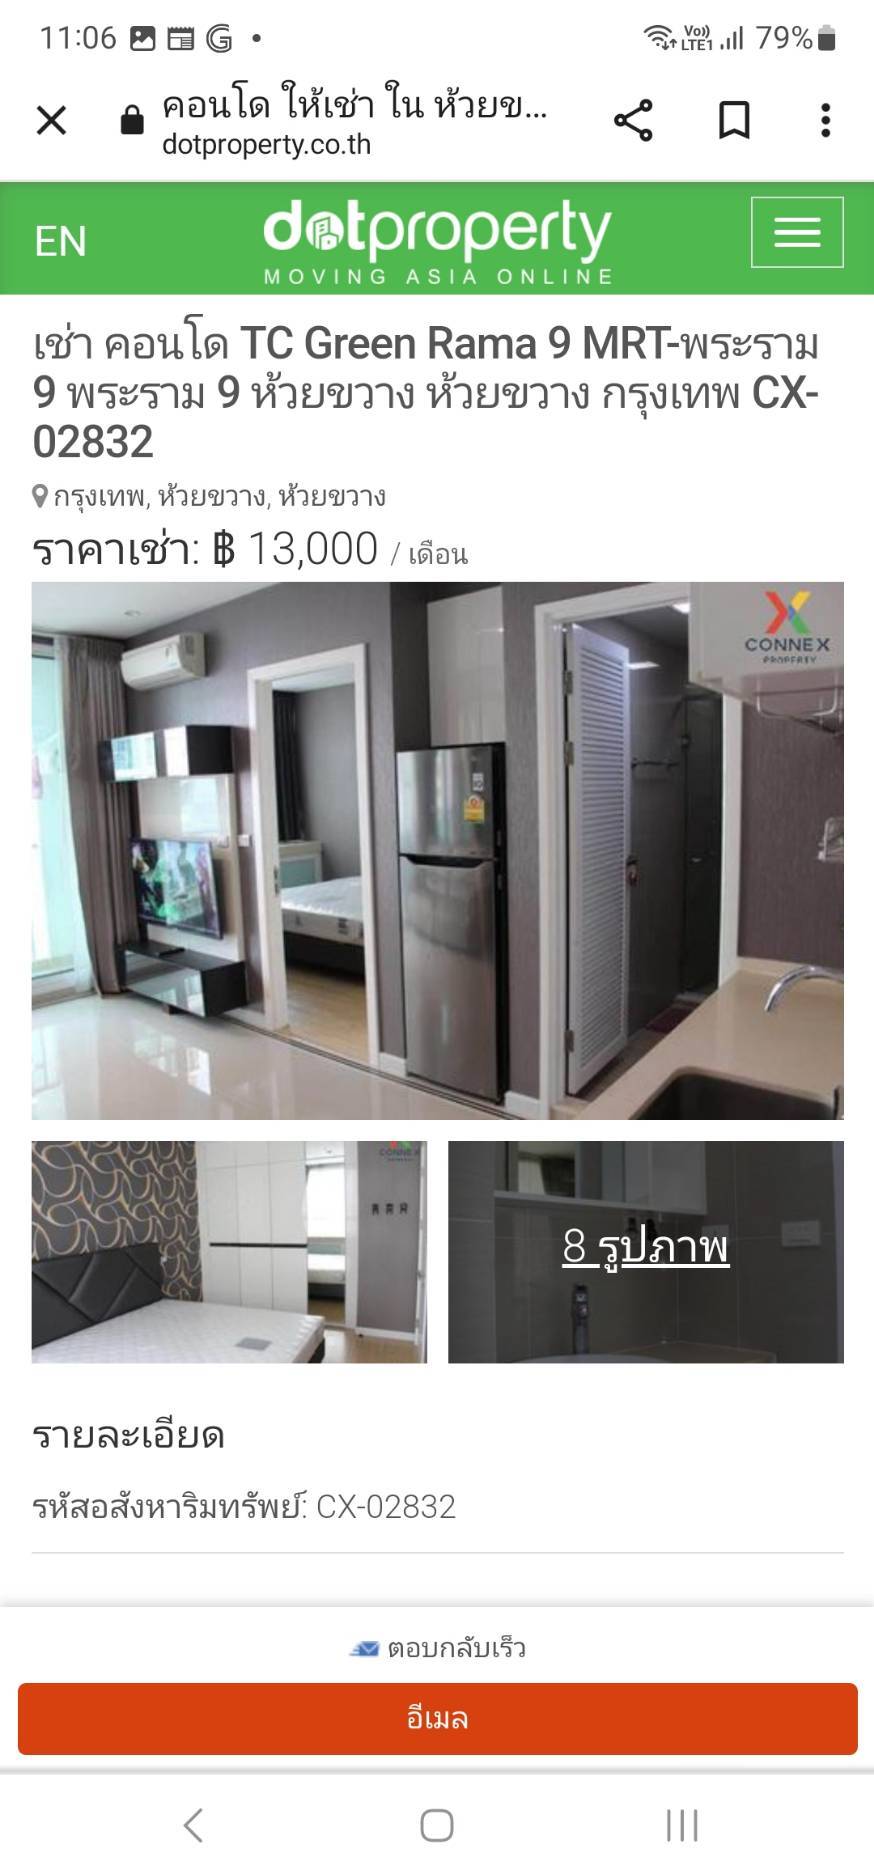 11:06
Vo))
LTE1
79%
คอนโด ให้เช่า ใน ห้วยข...
dotproperty.co.th
EN
dotproperty
MOVING ASIA ONLINE
เช่า คอนโด TC Green Rama 9 MRT-พระราม
9 พระราม 9 ห้วยขวาง ห้วยขวาง กรุงเทพ CX-
02832
กรุงเทพ, ห้วยขวาง, ห้วยขวาง
ราคาเช่า: ฿ 13,000 / เดือน
CONNEX
PROPERTY
CONNEX
8 รูปภาพ
รายละเอียด
รหัสอสังหาริมทรัพย์: CX-02832
ตอบกลับเร็ว
อีเมล